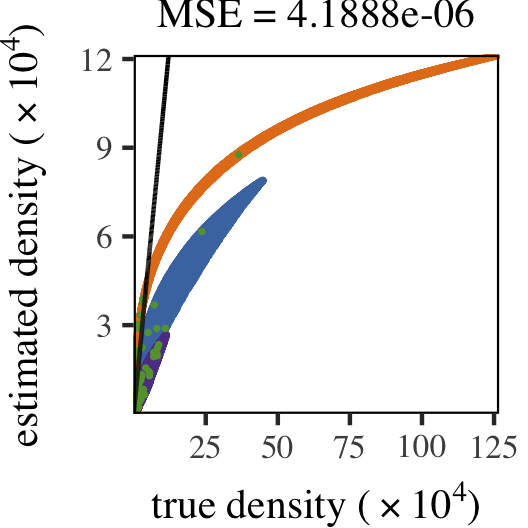 MSE = 4.1888e-06
estimated density ( × 10⁴)
12
9
6
3
25 50 75 100 125
true density ( × 10⁴)